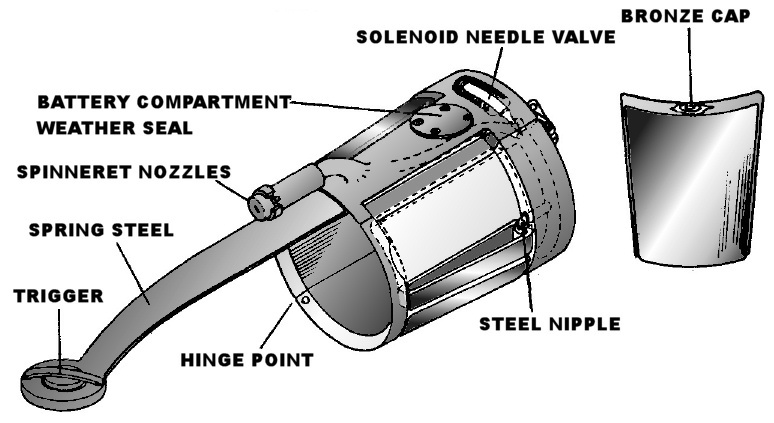 BRONZE CAP
SOLENOID NEEDLE VALVE
BATTERY COMPARTMENT
WEATHER SEAL
SPINNERET NOZZLES
SPRING STEEL
TRIGGER
STEEL NIPPLE
HINGE POINT